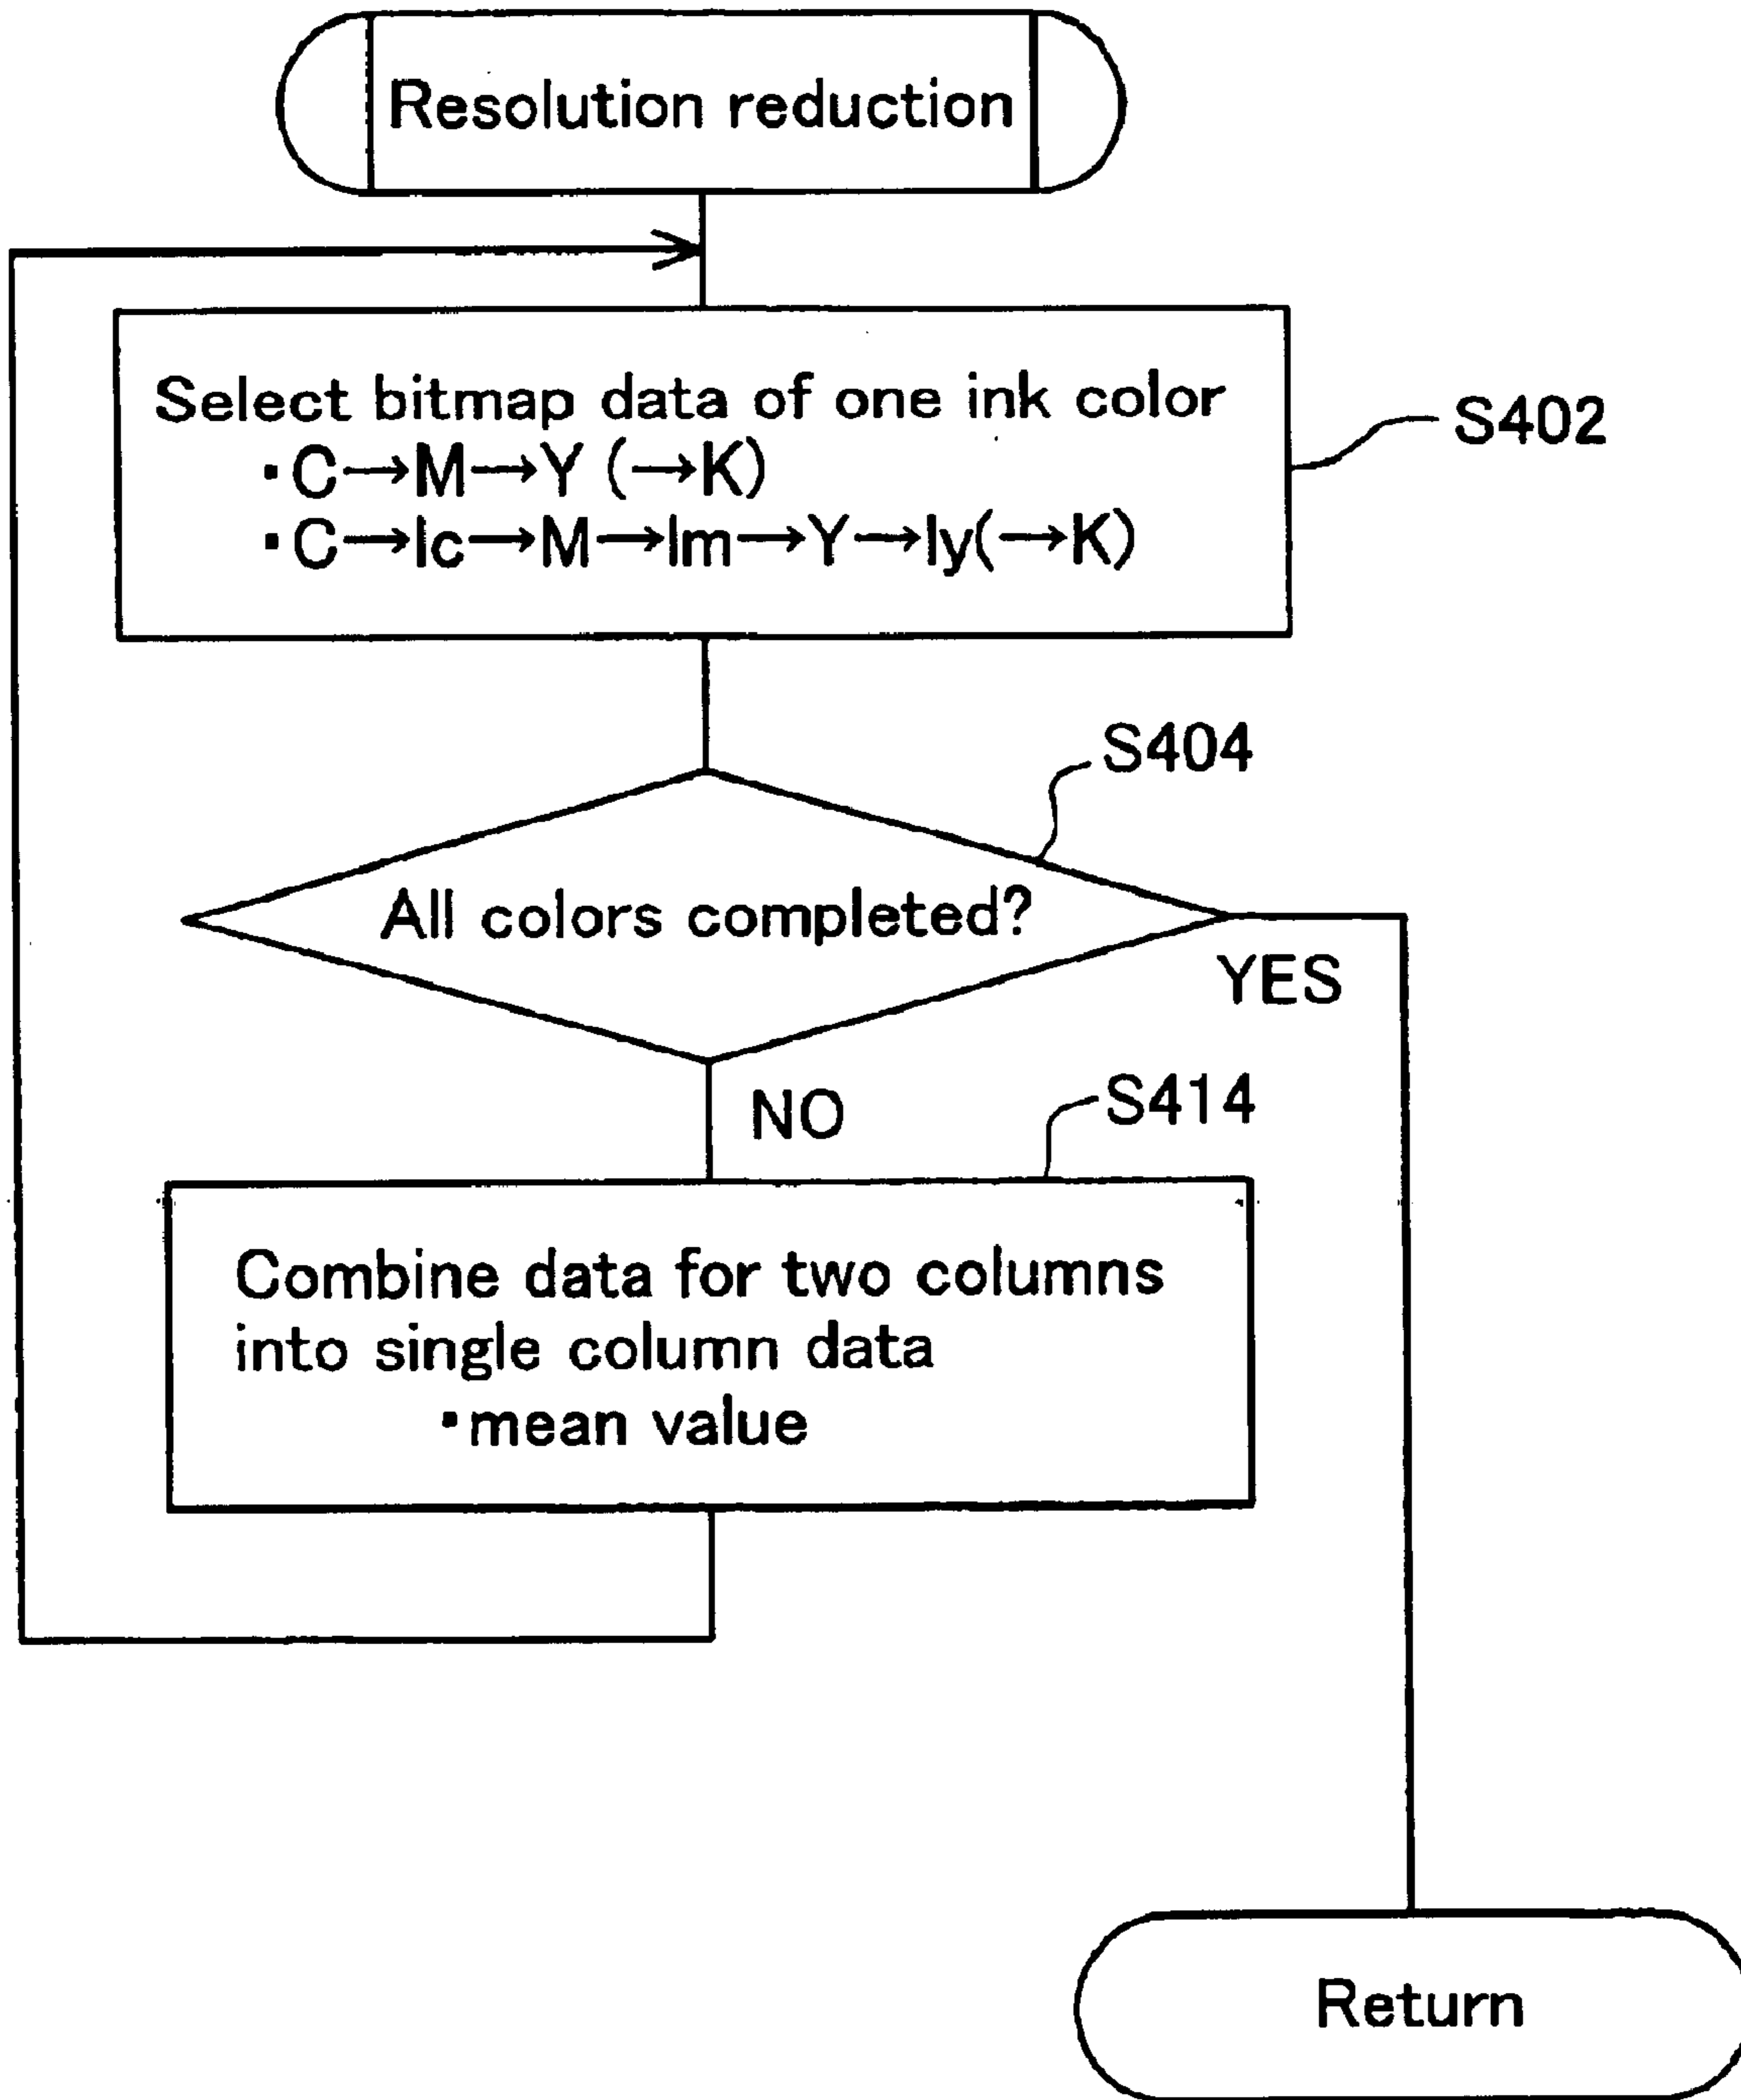 Resolution reduction
Select bitmap data of one ink color
▪C→M→Y (→K)
▪C→lc→M→lm→Y→ly(→K)
S402
S404
All colors completed?
YES
NO
S414
Combine data for two columns
into single column data
▪mean value
Return